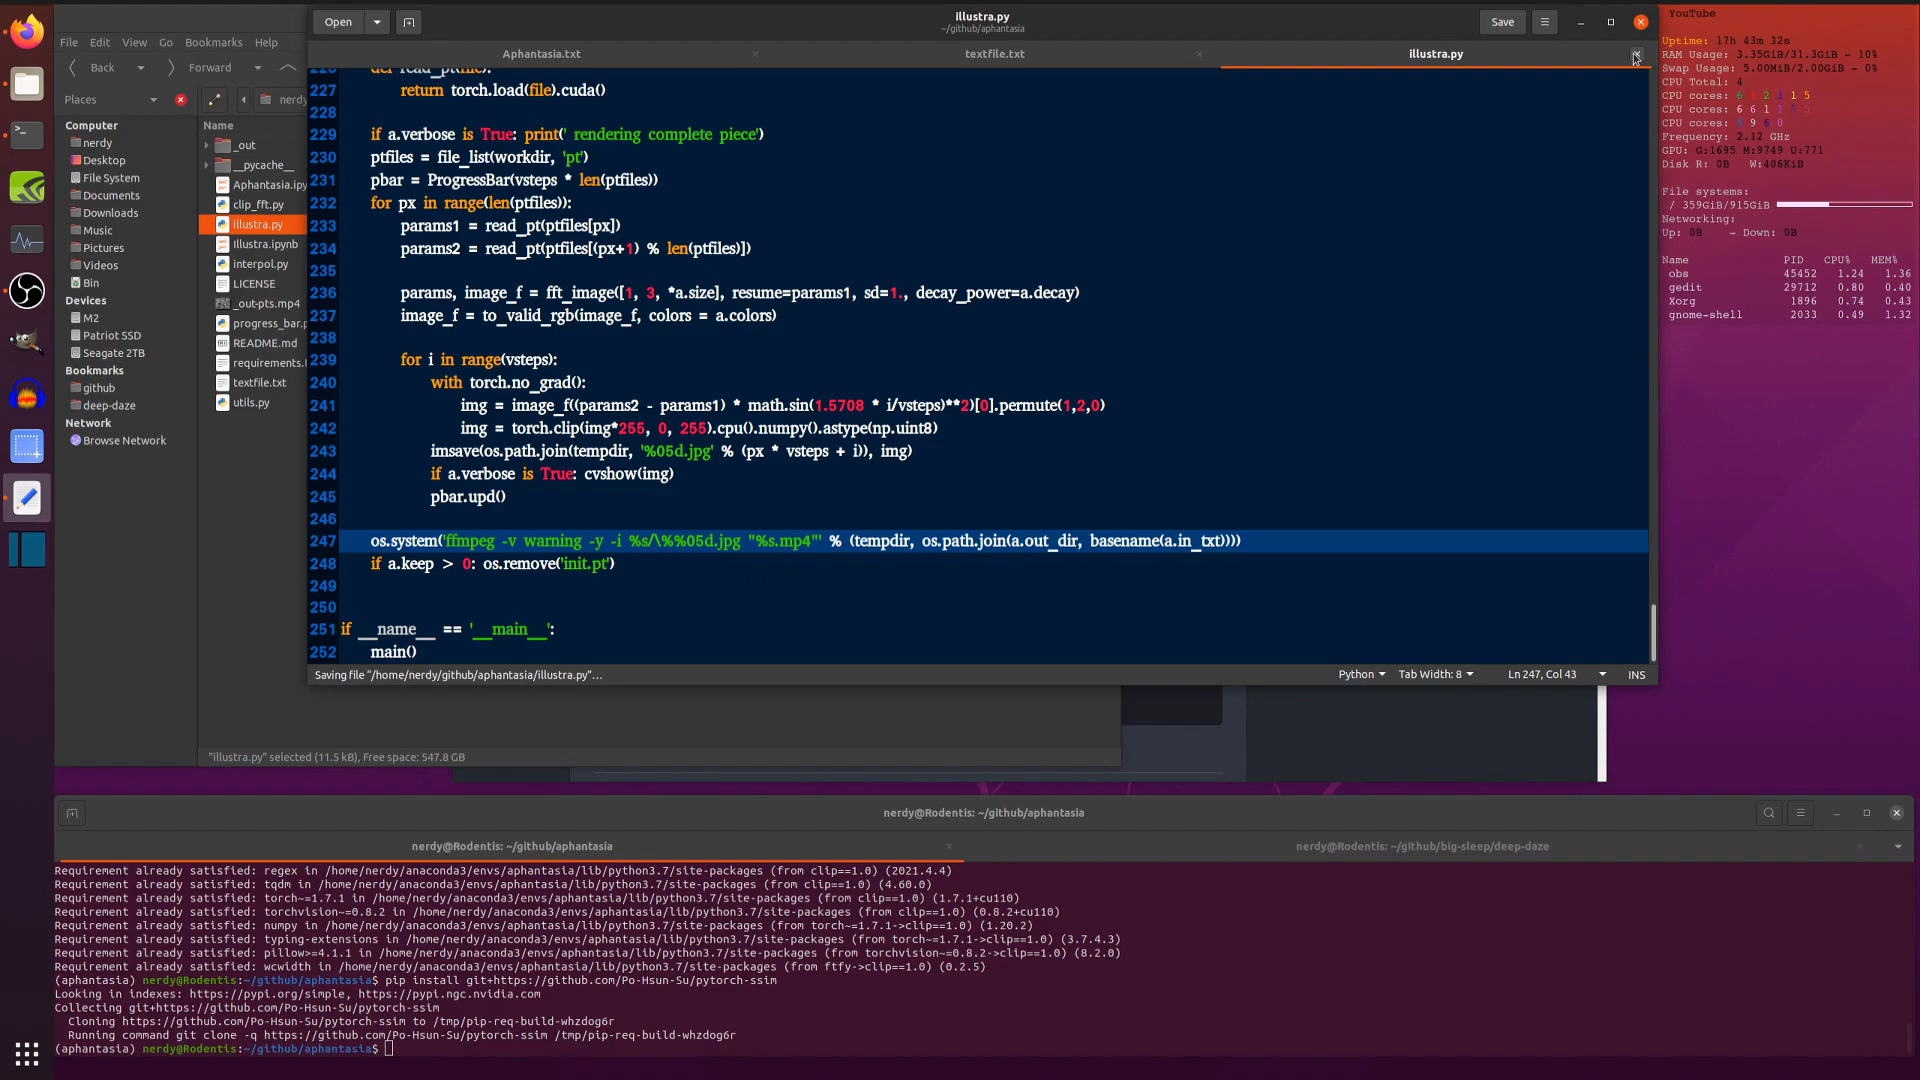 Open
illustra.py
~/github/aphantasia
Save
Aphantasia.txt
textfile.txt
illustra.py
File Edit View Go Bookmarks Help
Back
Forward
Places
nerdy
Computer
nerdy
Desktop
File System
Documents
Downloads
Music
Pictures
Videos
Bin
Devices
M2
Patriot SSD
Seagate 2TB
Bookmarks
github
deep-daze
Network
Browse Network
Name
_out
__pycache__
Aphantasia.ipy
clip_fft.py
illustra.py
Illustra.ipynb
interpol.py
LICENSE
_out-pts.mp4
progress_bar.p
README.md
requirements.t
textfile.txt
utils.py
226 def read_pt(file):
227 return torch.load(file).cuda()
228
229 if a.verbose is True: print(' rendering complete piece')
230 ptfiles = file_list(workdir, 'pt')
231 pbar = ProgressBar(vsteps * len(ptfiles))
232 for px in range(len(ptfiles)):
233 params1 = read_pt(ptfiles[px])
234 params2 = read_pt(ptfiles[(px+1) % len(ptfiles)])
235
236 params, image_f = fft_image([1, 3, *a.size], resume=params1, sd=1., decay_power=a.decay)
237 image_f = to_valid_rgb(image_f, colors = a.colors)
238
239 for i in range(vsteps):
240 with torch.no_grad():
241 img = image_f((params2 - params1) * math.sin(1.5708 * i/vsteps)**2)[0].permute(1,2,0)
242 img = torch.clip(img*255, 0, 255).cpu().numpy().astype(np.uint8)
243 imsave(os.path.join(tempdir, '%05d.jpg' % (px * vsteps + i)), img)
244 if a.verbose is True: cvshow(img)
245 pbar.upd()
246
247 os.system('ffmpeg -v warning -y -i %s/\%%05d.jpg "%s.mp4"' % (tempdir, os.path.join(a.out_dir, basename(a.in_txt))))
248 if a.keep > 0: os.remove('init.pt')
249
250
251 if __name__ == '__main__':
252 main()
Saving file "/home/nerdy/github/aphantasia/illustra.py"...
Python
Tab Width: 8
Ln 247, Col 43
INS
"illustra.py" selected (11.5 kB), Free space: 547.8 GB
YouTube
Uptime: 17h 43m 32s
RAM Usage: 3.35GiB/31.3GiB - 10%
Swap Usage: 5.00MiB/2.00GiB - 0%
CPU Total: 4
CPU cores: 6 2 1 1 5
CPU cores: 6 6 1 5 5
CPU cores: 9 6 0
Frequency: 2.12 GHz
GPU: G:1695 M:9749 U:771
Disk R: 0B W:406KiB
File systems:
/ 359GiB/915GiB
Networking:
Up: 0B - Down: 0B
Name PID CPU% MEM%
obs 45452 1.24 1.36
gedit 29712 0.80 0.40
Xorg 1896 0.74 0.43
gnome-shell 2033 0.49 1.32
nerdy@Rodentis: ~/github/aphantasia
nerdy@Rodentis: ~/github/aphantasia
nerdy@Rodentis: ~/github/big-sleep/deep-daze
Requirement already satisfied: regex in /home/nerdy/anaconda3/envs/aphantasia/lib/python3.7/site-packages (from clip==1.0) (2021.4.4)
Requirement already satisfied: tqdm in /home/nerdy/anaconda3/envs/aphantasia/lib/python3.7/site-packages (from clip==1.0) (4.60.0)
Requirement already satisfied: torch~=1.7.1 in /home/nerdy/anaconda3/envs/aphantasia/lib/python3.7/site-packages (from clip==1.0) (1.7.1+cu110)
Requirement already satisfied: torchvision~=0.8.2 in /home/nerdy/anaconda3/envs/aphantasia/lib/python3.7/site-packages (from clip==1.0) (0.8.2+cu110)
Requirement already satisfied: numpy in /home/nerdy/anaconda3/envs/aphantasia/lib/python3.7/site-packages (from torch~=1.7.1->clip==1.0) (1.20.2)
Requirement already satisfied: typing-extensions in /home/nerdy/anaconda3/envs/aphantasia/lib/python3.7/site-packages (from torch~=1.7.1->clip==1.0) (3.7.4.3)
Requirement already satisfied: pillow>=4.1.1 in /home/nerdy/anaconda3/envs/aphantasia/lib/python3.7/site-packages (from torchvision~=0.8.2->clip==1.0) (8.2.0)
Requirement already satisfied: wcwidth in /home/nerdy/anaconda3/envs/aphantasia/lib/python3.7/site-packages (from ftfy->clip==1.0) (0.2.5)
(aphantasia) nerdy@Rodentis:~/github/aphantasia$ pip install git+https://github.com/Po-Hsun-Su/pytorch-ssim
Looking in indexes: https://pypi.org/simple, https://pypi.ngc.nvidia.com
Collecting git+https://github.com/Po-Hsun-Su/pytorch-ssim
Cloning https://github.com/Po-Hsun-Su/pytorch-ssim to /tmp/pip-req-build-whzdog6r
Running command git clone -q https://github.com/Po-Hsun-Su/pytorch-ssim /tmp/pip-req-build-whzdog6r
(aphantasia) nerdy@Rodentis:~/github/aphantasia$